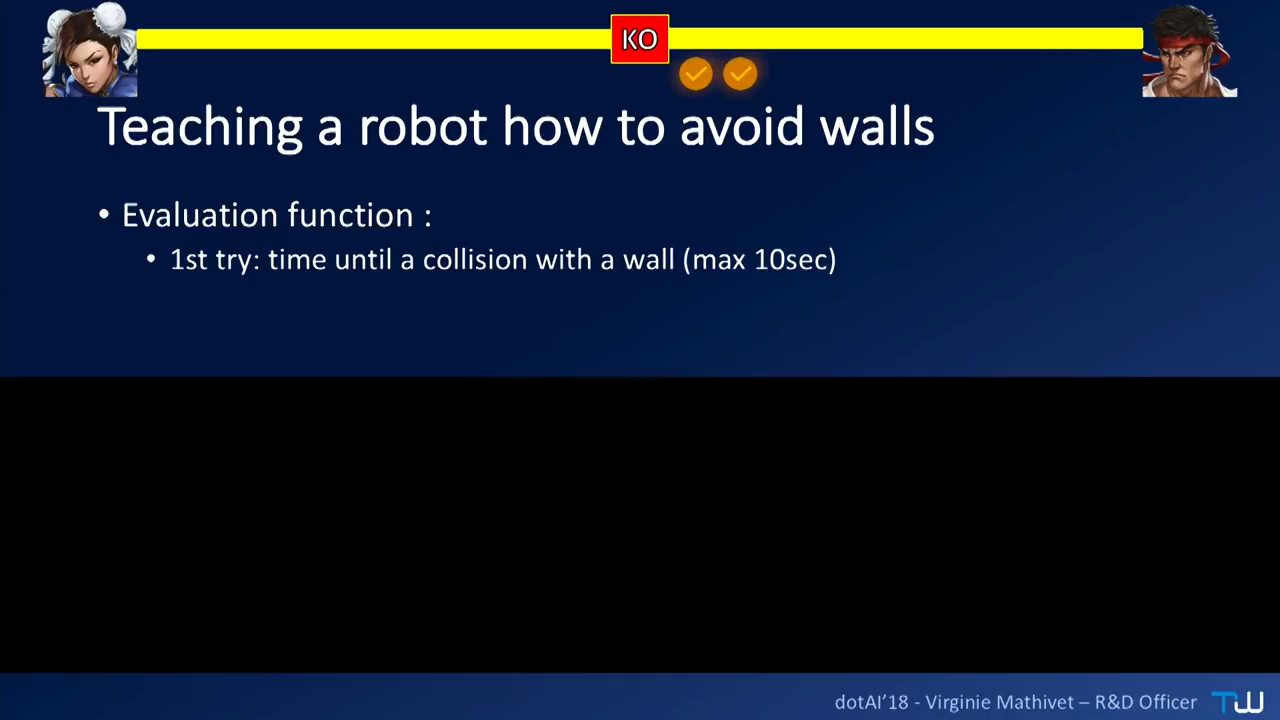 KO
Teaching a robot how to avoid walls
• Evaluation function :
• 1st try: time until a collision with a wall (max 10sec)
dotAI’18 - Virginie Mathivet – R&D Officer TW